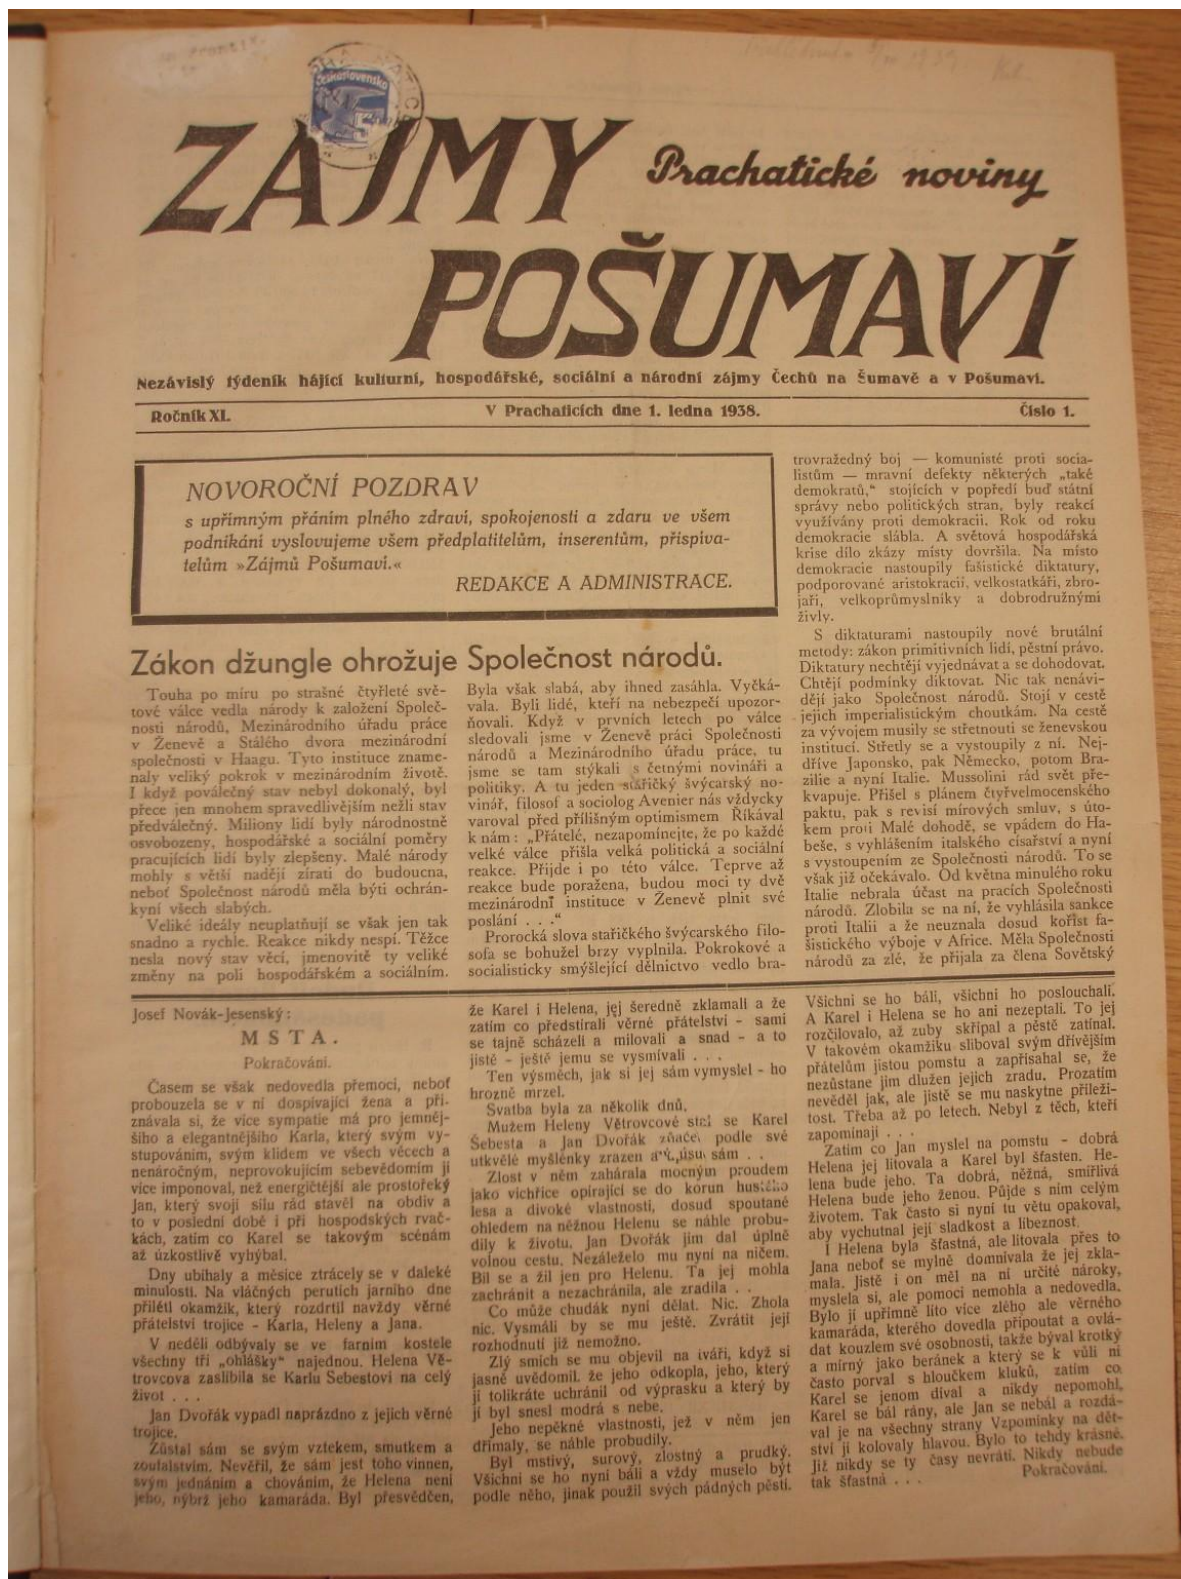 Československo
ZÁJMY
Prachatické noviny
POŠUMAVÍ
Nezávislý týdeník hájící kulturní, hospodářské, sociální a národní zájmy Čechů na Šumavě a v Pošumaví.
Ročník XI.
V Prachaticích dne 1. ledna 1938.
Číslo 1.
NOVOROČNÍ POZDRAV
s upřímným přáním plného zdraví, spokojenosti a zdaru ve všem
podnikání vyslovujeme všem předplatitelům, inserentům, přispiva-
telům »Zájmů Pošumaví.«
REDAKCE A ADMINISTRACE.
Zákon džungle ohrožuje Společnost národů.
Touha po míru po strašné čtyřleté svě-
tové válce vedla národy k založení Společ-
nosti národů, Mezinárodního úřadu práce
v Ženevě a Stálého dvora mezinárodní
společnosti v Haagu. Tyto instituce zname-
naly veliký pokrok v mezinárodním životě.
I když poválečný stav nebyl dokonalý, byl
přece jen mnohem spravedlivějším nežli stav
předválečný. Miliony lidí byly národnostně
osvobozeny, hospodářské a sociální poměry
pracujících lidí byly zlepšeny. Malé národy
mohly s větší nadějí zírati do budoucna,
neboť Společnost národů měla býti ochrán-
kyní všech slabých.
Veliké ideály neuplatňují se však jen tak
snadno a rychle. Reakce nikdy nespí. Těžce
nesla nový stav věcí, jmenovitě ty veliké
změny na poli hospodářském a sociálním.
Byla však slabá, aby ihned zasáhla. Vyčká-
vala. Byli lidé, kteří na nebezpečí upozor-
ňovali. Když v prvních letech po válce
sledovali jsme v Ženevě práci Společnosti
národů a Mezinárodního úřadu práce, tu
jsme se tam stýkali s četnými novináři a
politiky. A tu jeden stařičký švýcarský no-
vinář, filosof a sociolog Avenier nás vždycky
varoval před přílišným optimismem Říkával
k nám: „Přátelé, nezapomínejte, že po každé
velké válce přišla velká politická a sociální
reakce. Přijde i po této válce. Teprve až
reakce bude poražena, budou moci ty dvě
mezinárodní instituce v Ženevě plnit své
poslání . . .“
Prorocká slova stařičkého švýcarského filo-
sofa se bohužel brzy vyplnila. Pokrokové a
socialisticky smýšlející dělnictvo vedlo bra-
trovražedný boj — komunisté proti socia-
listům — mravní defekty některých „také
demokratů,“ stojících v popředí buď státní
správy nebo politických stran, byly reakcí
využívány proti demokracii. Rok od roku
demokracie slábla. A světová hospodářská
krise dílo zkázy místy dovršila. Na místo
demokracie nastoupily fašistické diktatury,
podporované aristokracií, velkostatkáři, zbro-
jaři, velkoprůmyslníky a dobrodružnými
živly.
S diktaturami nastoupily nové brutální
metody: zákon primitivních lidí, pěstní právo.
Diktatury nechtějí vyjednávat a se dohodovat.
Chtějí podmínky diktovat. Nic tak nenávi-
dějí jako Společnost národů. Stojí v cestě
jejich imperialistickým choutkám. Na cestě
za vývojem musily se střetnouti se ženevskou
institucí. Střetly se a vystoupily z ní. Nej-
dříve Japonsko, pak Německo, potom Bra-
zilie a nyní Italie. Mussolini rád svět pře-
kvapuje. Přišel s plánem čtyřvelmocenského
paktu, pak s revisí mírových smluv, s úto-
kem proti Malé dohodě, se vpádem do Ha-
beše, s vyhlášením italského císařství a nyní
s vystoupením ze Společnosti národů. To se
však již očekávalo. Od května minulého roku
Italie nebrala účast na pracích Společnosti
národů. Zlobila se na ní, že vyhlásila sankce
proti Italii a že neuznala dosud kořist fa-
šistického výboje v Africe. Měla Společnosti
národů za zlé, že přijala za člena Sovětský
Josef Novák-Jesenský:
MSTA.
Pokračování.
Časem se však nedovedla přemoci, neboť
probouzela se v ní dospívající žena a při-
znávala si, že více sympatie má pro jemněj-
šího a elegantnějšího Karla, který svým vy-
stupováním, svým klidem ve všech věcech a
nenáročným, neprovokujícím sebevědomím jí
více imponoval, než energičtější ale prostořeký
Jan, který svoji sílu rád stavěl na obdiv a
to v poslední době i při hospodských rvač-
kách, zatím co Karel se takovým scénám
až úzkostlivě vyhýbal.
Dny ubíhaly a měsíce ztrácely se v daleké
minulosti. Na vláčných perutích jarního dne
přilétl okamžik, který rozdrtil navždy věrné
přátelství trojice - Karla, Heleny a Jana.
V neděli odbývaly se ve farním kostele
všechny tři „ohlášky“ najednou. Helena Vě-
trovcova zaslíbila se Karlu Šebestovi na celý
život . . .
Jan Dvořák vypadl naprázdno z jejich věrné
trojice.
Zůstal sám se svým vztekem, smutkem a
zoufalstvím. Nevěřil, že sám jest toho vinnen,
svým jednáním a chováním, že Helena není
jeho, nýbrž jeho kamaráda. Byl přesvědčen,
že Karel i Helena, jej šeredně zklamali a že
zatím co předstírali věrné přátelství - sami
se tajně scházeli a milovali a snad - a to
jistě - ještě jemu se vysmívali . . .
Ten výsměch, jak si jej sám vymyslel - ho
hrozně mrzel.
Svatba byla za několik dnů.
Mužem Heleny Větrovcové stal se Karel
Šebesta a Jan Dvořák podle své
utkvělé myšlénky zrazen sám . .
Zlost v něm zahárala mocným proudem
jako vichřice opírající se do korun hustého
lesa a divoké vlastnosti, dosud spoutané
ohledem na něžnou Helenu se náhle probu-
dily k životu. Jan Dvořák jim dal úplně
volnou cestu. Nezáleželo mu nyní na ničem.
Bil se a žil jen pro Helenu. Ta jej mohla
zachránit a nezachránila, ale zradila . .
Co může chudák nyní dělat. Nic. Zhola
nic. Vysmáli by se mu ještě. Zvrátit její
rozhodnutí již nemožno.
Zlý smích se mu objevil na tváři, když si
jasně uvědomil, že jeho odkopla, jeho, který
ji tolikráte uchránil od výprasku a který by
jí byl snesl modrá s nebe.
Jeho nepěkné vlastnosti, jež v něm jen
dřímaly, se náhle probudily.
Byl mstivý, surový, zlostný a prudký.
Všichni se ho nyní báli a vždy muselo být
podle něho, jinak použil svých pádných pěstí.
Všichni se ho báli, všichni ho poslouchali.
A Karel i Helena se ho ani nezeptali. To jej
rozčilovalo, až zuby skřípal a pěstě zatínal.
V takovém okamžiku sliboval svým dřívějším
přátelům jistou pomstu a zapřísahal se, že
nezůstane jim dlužen jejich zradu. Prozatím
nevěděl jak, ale jistě se mu naskytne příleži-
tost. Třeba až po letech. Nebyl z těch, kteří
zapomínají . . .
Zatím co Jan myslel na pomstu - dobrá
Helena jej litovala a Karel byl šťasten. He-
lena bude jeho. Ta dobrá, něžná, smířlivá
Helena bude jeho ženou. Půjde s ním celým
životem. Tak často si nyní tu větu opakoval,
aby vychutnal její sladkost a líbeznost.
I Helena byla šťastná, ale litovala přes to
Jana neboť se mylně domnívala že jej zkla-
mala. Jistě i on měl na ní určité nároky,
myslela si, ale pomoci nemohla a nedovedla.
Bylo jí upřímně líto více zlého ale věrného
kamaráda, kterého dovedla připoutat a ovlá-
dat kouzlem své osobnosti, takže býval krotký
a mírný jako beránek a který se k vůli ní
často porval s hloučkem kluků, zatím co
Karel se jenom díval a nikdy nepomohl.
Karel se bál rány, ale Jan se nebál a rozdá-
val je na všechny strany Vzpomínky na dět-
ství jí kolovaly hlavou. Bylo to tehdy krásné.
Již nikdy se ty časy nevrátí. Nikdy nebude
tak šťastná . . .
Pokračování.